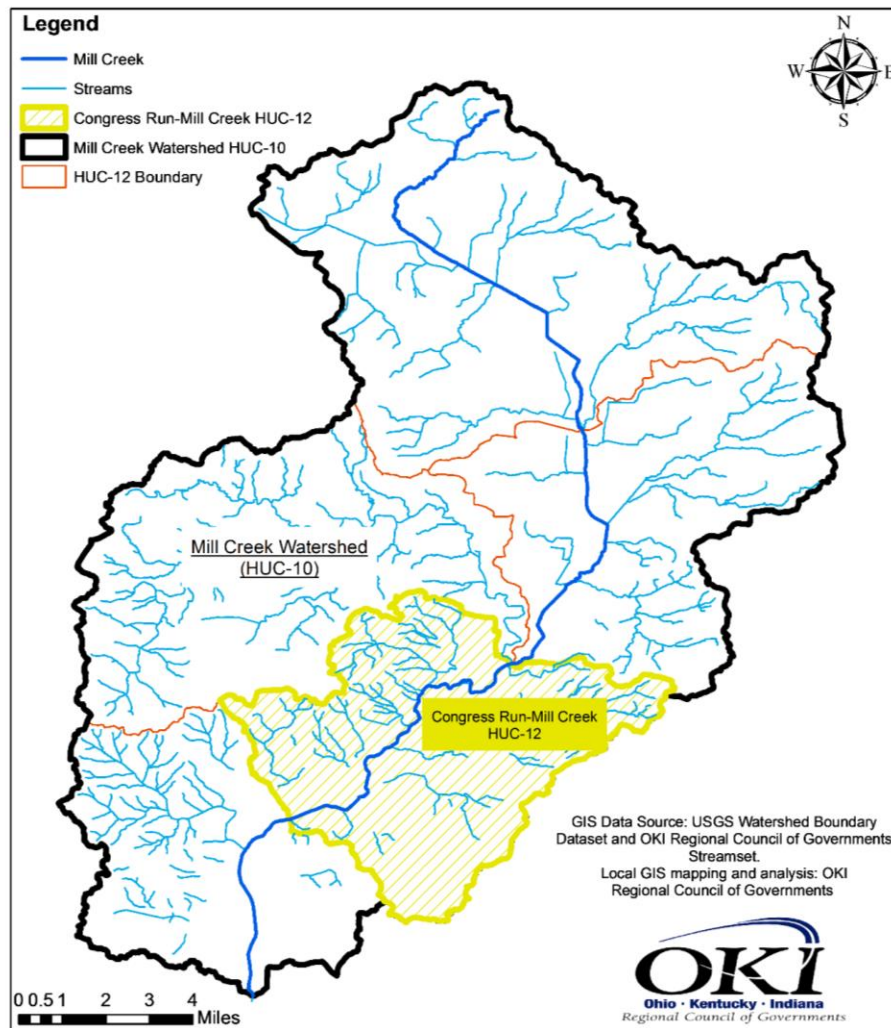 Legend
Mill Creek
Streams
Congress Run-Mill Creek HUC-12
Mill Creek Watershed HUC-10
HUC-12 Boundary
N
W E
S
Mill Creek Watershed
(HUC-10)
Congress Run-Mill Creek
HUC-12
GIS Data Source: USGS Watershed Boundary
Dataset and OKI Regional Council of Governments
Streamset.
Local GIS mapping and analysis: OKI
Regional Council of Governments
OKI
Ohio · Kentucky · Indiana
Regional Council of Governments
0 0.5 1 2 3 4
Miles